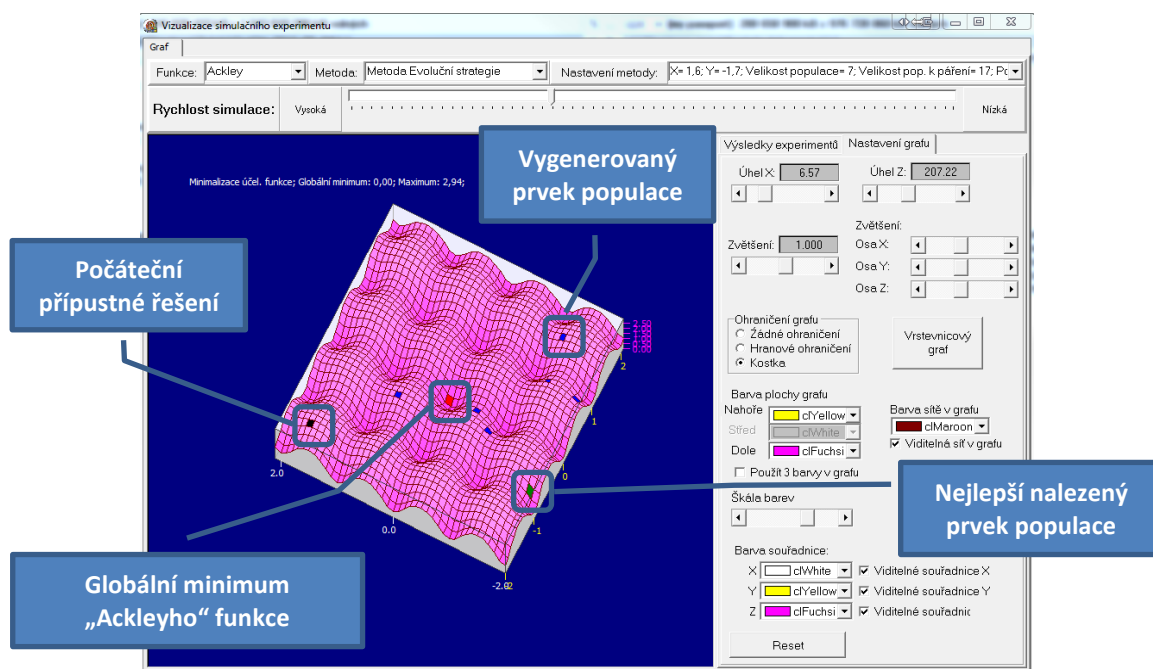 Vizualizace simulačního experimentu
Graf
Funkce: Ackley Metoda: Metoda Evoluční strategie Nastavení metody: X= 1,6; Y= -1,7; Velikost populace= 7; Velikost pop. k páření= 17;
Rychlost simulace: Vysoká Nízká
Minimalizace účel. funkce; Globální minimum: 0,00; Maximum: 2,94;
Vygenerovaný
prvek populace
Počáteční
přípustné řešení
Globální minimum
„Ackleyho“ funkce
Nejlepší nalezený
prvek populace
2
1
0
-1
2.0
0.0
Výsledky experimentů Nastavení grafu
Úhel X: 6.57 Úhel Z: 207.22
Zvětšení:
Zvětšení: 1.000 Osa X:
Osa Y:
Osa Z:
Ohraničení grafu
Žádné ohraničení
Hranové ohraničení
Kostka
Vrstevnicový
graf
Barva plochy grafu
Nahoře clYellow
Střed clWhite
Dole clFuchsi
Barva sítě v grafu
clMaroon
Viditelná síť v grafu
Použít 3 barvy v grafu
Škála barev
Barva souřadnice:
X clWhite Viditelné souřadnice X
Y clYellow Viditelné souřadnice Y
Z clFuchsi Viditelné souřadnic
Reset